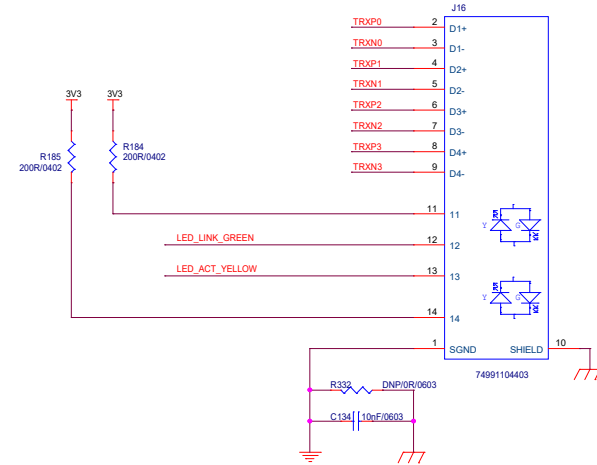 J16
TRXP0 2 D1+
TRXN0 3 D1-
TRXP1 4 D2+
TRXN1 5 D2-
TRXP2 6 D3+
TRXN2 7 D3-
TRXP3 8 D4+
TRXN3 9 D4-
3V3 3V3
R185
200R/0402
R184
200R/0402
11 11
Y G
LED_LINK_GREEN 12 12
LED_ACT_YELLOW 13 13
Y G
14 14
1 SGND SHIELD 10
74991104403
R332 DNP/0R/0603
C134 10nF/0603